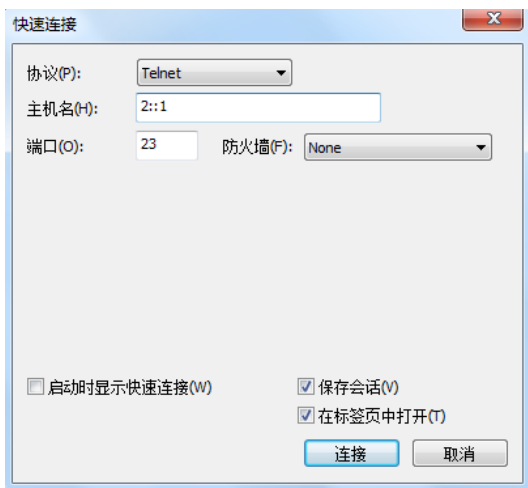 快速连接
协议(P): Telnet
主机名(H): 2::1
端口(O): 23 防火墙(F): None
启动时显示快速连接(W) 保存会话(V)
在标签页中打开(T)
连接 取消